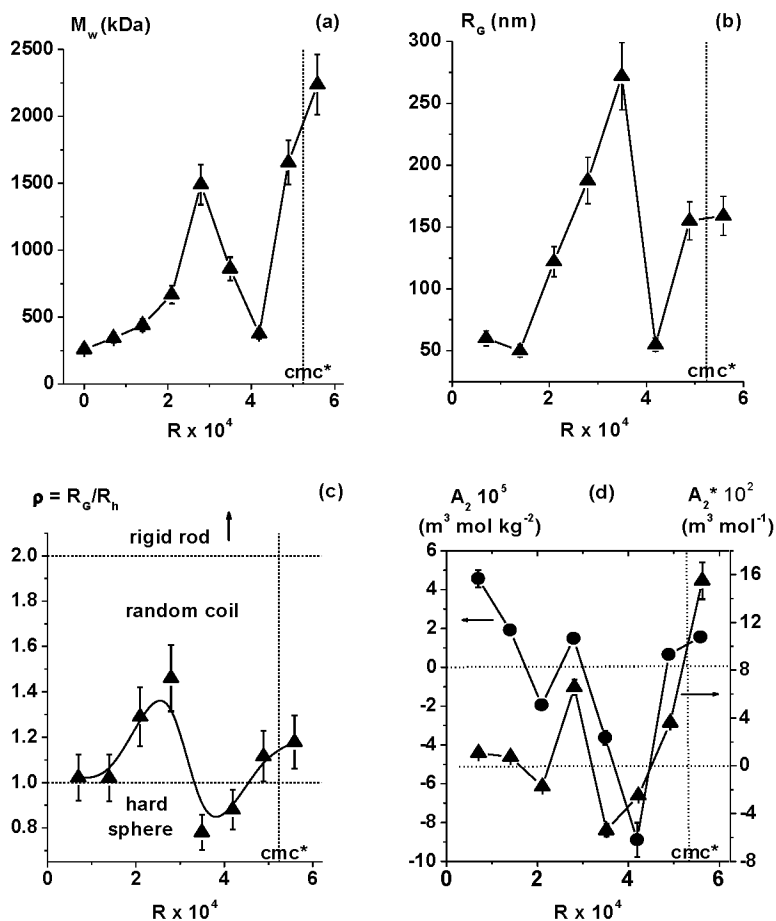 M_w (kDa) (a)
2500
2000
1500
1000
500
0
cmc*
0 2 4 6
R x 10^4
R_G (nm) (b)
300
250
200
150
100
50
cmc*
0 2 4 6
R x 10^4
ρ = R_G/R_h (c)
rigid rod
2.0
1.8
random coil
1.6
1.4
1.2
1.0
hard
sphere
0.8
cmc*
0 2 4 6
R x 10^4
A_2 10^5 (d) A_2* 10^2
(m^3 mol kg^-2) (m^3 mol^-1)
6
4
2
0
-2
-4
-6
-8
-10
16
12
8
4
0
-4
-8
cmc*
0 2 4 6
R x 10^4